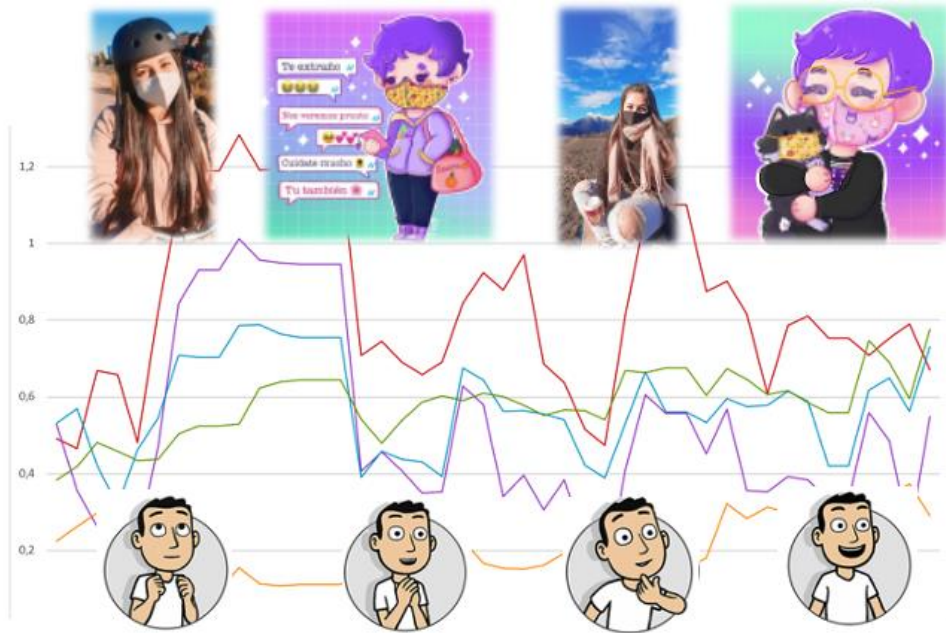 Te extraño
Nos veremos pronto
Cuídate mucho
Tu también
1,2
1
0,8
0,6
0,4
0,2